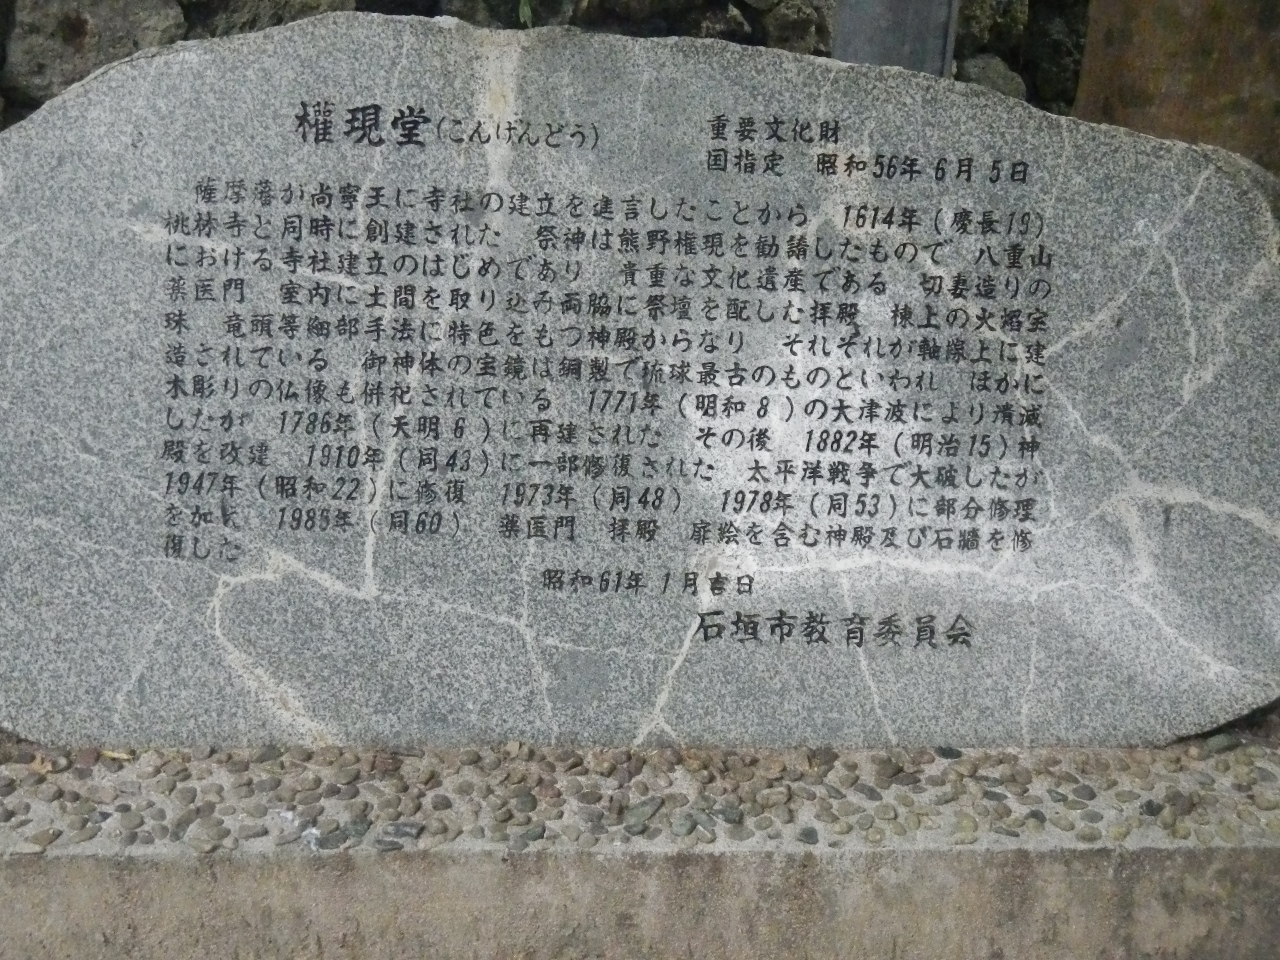 權現堂(こんげんどう)
重要文化財
国指定 昭和56年6月5日
薩摩藩が尚寧王に寺社の建立を進言したことから 1614年(慶長19)
桃林寺と同時に創建された 祭神は熊野権現を勧請したもので 八重山
における寺社建立のはじめであり 貴重な文化遺産である 切妻造りの
薬医門 室内に土間を取り込み両脇に祭壇を配した拝殿 棟上の火焔宝
珠 竜頭等細部手法に特色をもつ神殿からなり それぞれが軸線上に建
造されている 御神体の宝鏡は銅製で琉球最古のものといわれ ほかに
木彫りの仏像も併祀されている 1771年(明和8)の大津波により潰滅
したが 1786年(天明6)に再建された その後 1882年(明治15)神
殿を改建 1910年(同43)に一部修復された 太平洋戦争で大破したが
1947年(昭和22)に修復 1973年(同48) 1978年(同53)に部分修理
を加え 1985年(同60) 薬医門 拝殿 扉絵を含む神殿及び石牆を修
復した
昭和61年1月吉日
石垣市教育委員会